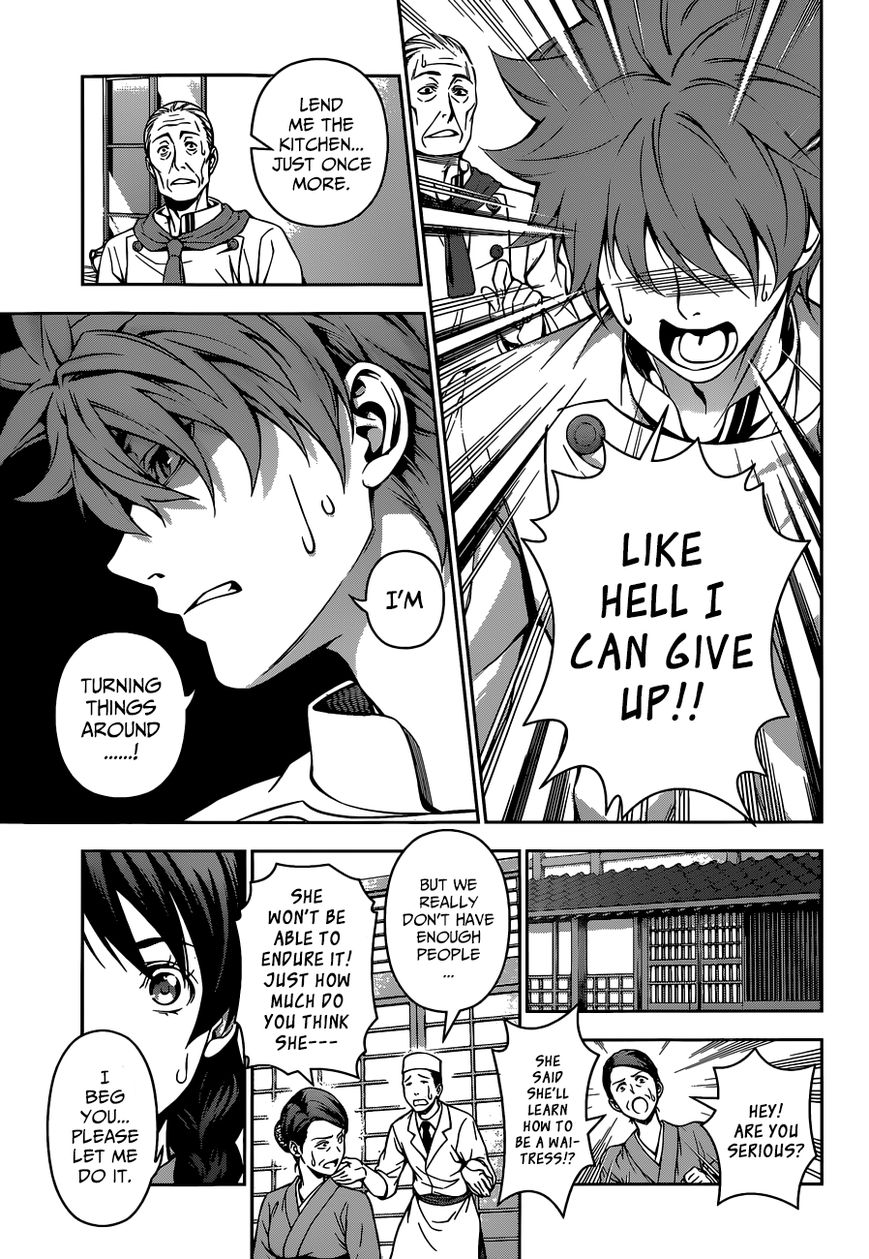 LIKE
HELL I
CAN GIVE
UP!!
LEND
ME THE
KITCHEN...
JUST ONCE
MORE.
I'M
TURNING
THINGS
AROUND
......!
HEY!
ARE YOU
SERIOUS?
SHE
SAID
SHE'LL
LEARN
HOW TO
BE A WAI-
TRESS!?
BUT WE
REALLY
DON'T HAVE
ENOUGH
PEOPLE
...
SHE
WON'T BE
ABLE TO
ENDURE IT!
JUST HOW
MUCH DO
YOU THINK
SHE---
I
BEG
YOU...
PLEASE
LET ME
DO IT.